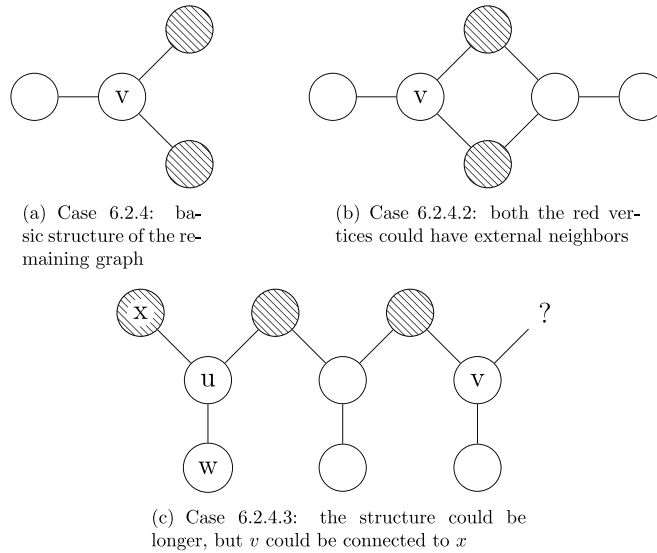 v
v
(a) Case 6.2.4: ba-
sic structure of the re-
maining graph
(b) Case 6.2.4.2: both the red ver-
tices could have external neighbors
x
?
u
v
w
(c) Case 6.2.4.3: the structure could be
longer, but v could be connected to x